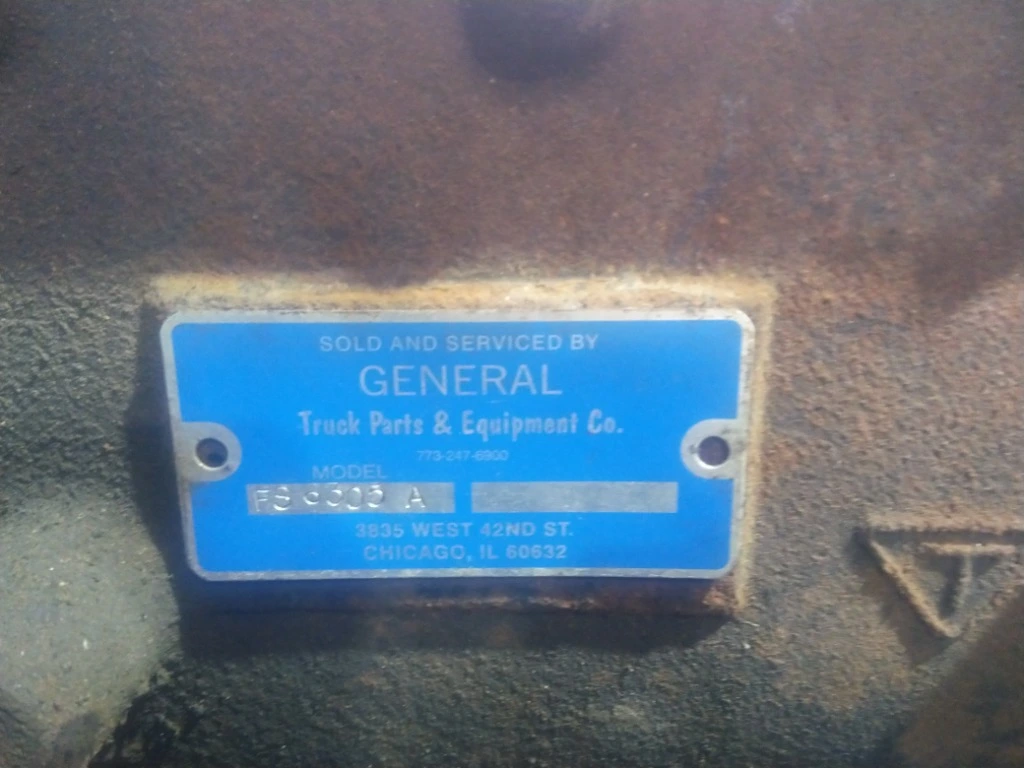 SOLD AND SERVICED BY
GENERAL
Truck Parts & Equipment Co.
773-247-6900
MODEL
A
3835 WEST 42ND ST.
CHICAGO, IL 60632